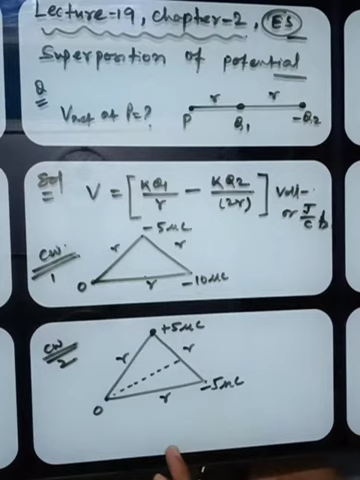 Lecture-19, chapter-2, ES
Superposition of potential
Q
Vnet at P=?
r r
P Q1 -Q2
Sol V = [KQ1/r - KQ2/(2r)] Volt
or J/C
-5μC
CW 1
r r
O r -10μC
+5μC
CW 2
r r
O r -5μC